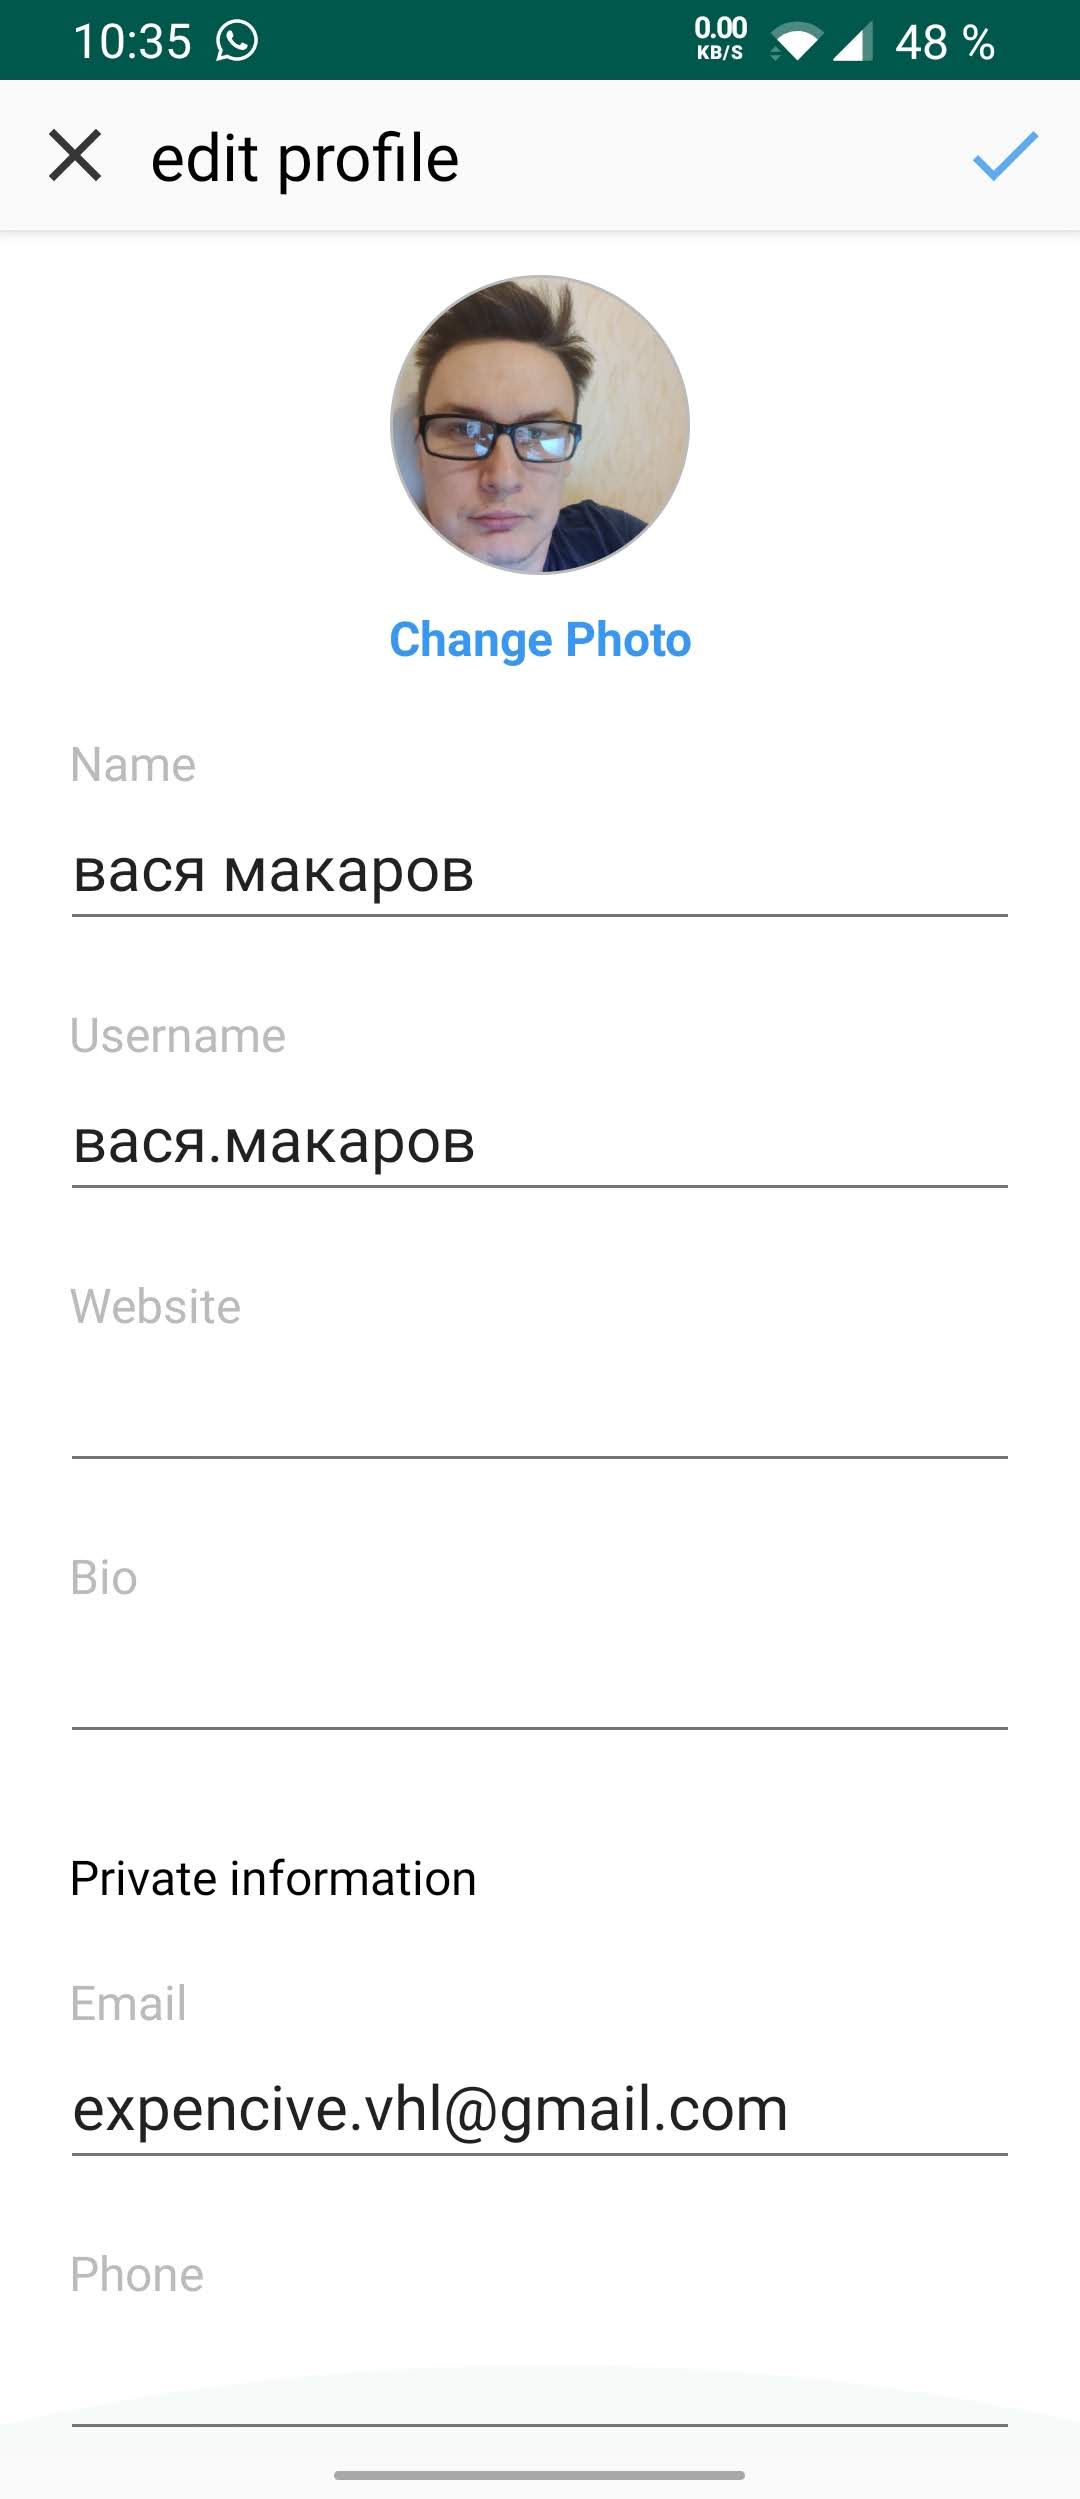 10:35
0.00
KB/S
48 %
edit profile
Change Photo
Name
вася макаров
Username
вася.макаров
Website
Bio
Private information
Email
expencive.vhl@gmail.com
Phone